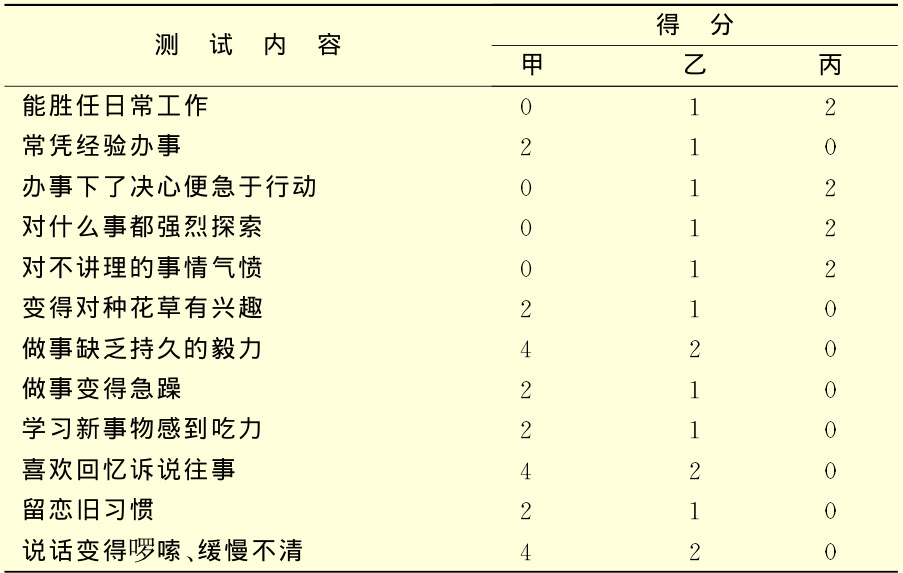 测 试 内 容 得 分
甲 乙 丙
能胜任日常工作 0 1 2
常凭经验办事 2 1 0
办事下了决心便急于行动 0 1 2
对什么事都强烈探索 0 1 2
对不讲理的事情气愤 0 1 2
变得对种花草有兴趣 2 1 0
做事缺乏持久的毅力 4 2 0
做事变得急躁 2 1 0
学习新事物感到吃力 2 1 0
喜欢回忆诉说往事 4 2 0
留恋旧习惯 2 1 0
说话变得啰嗦、缓慢不清 4 2 0